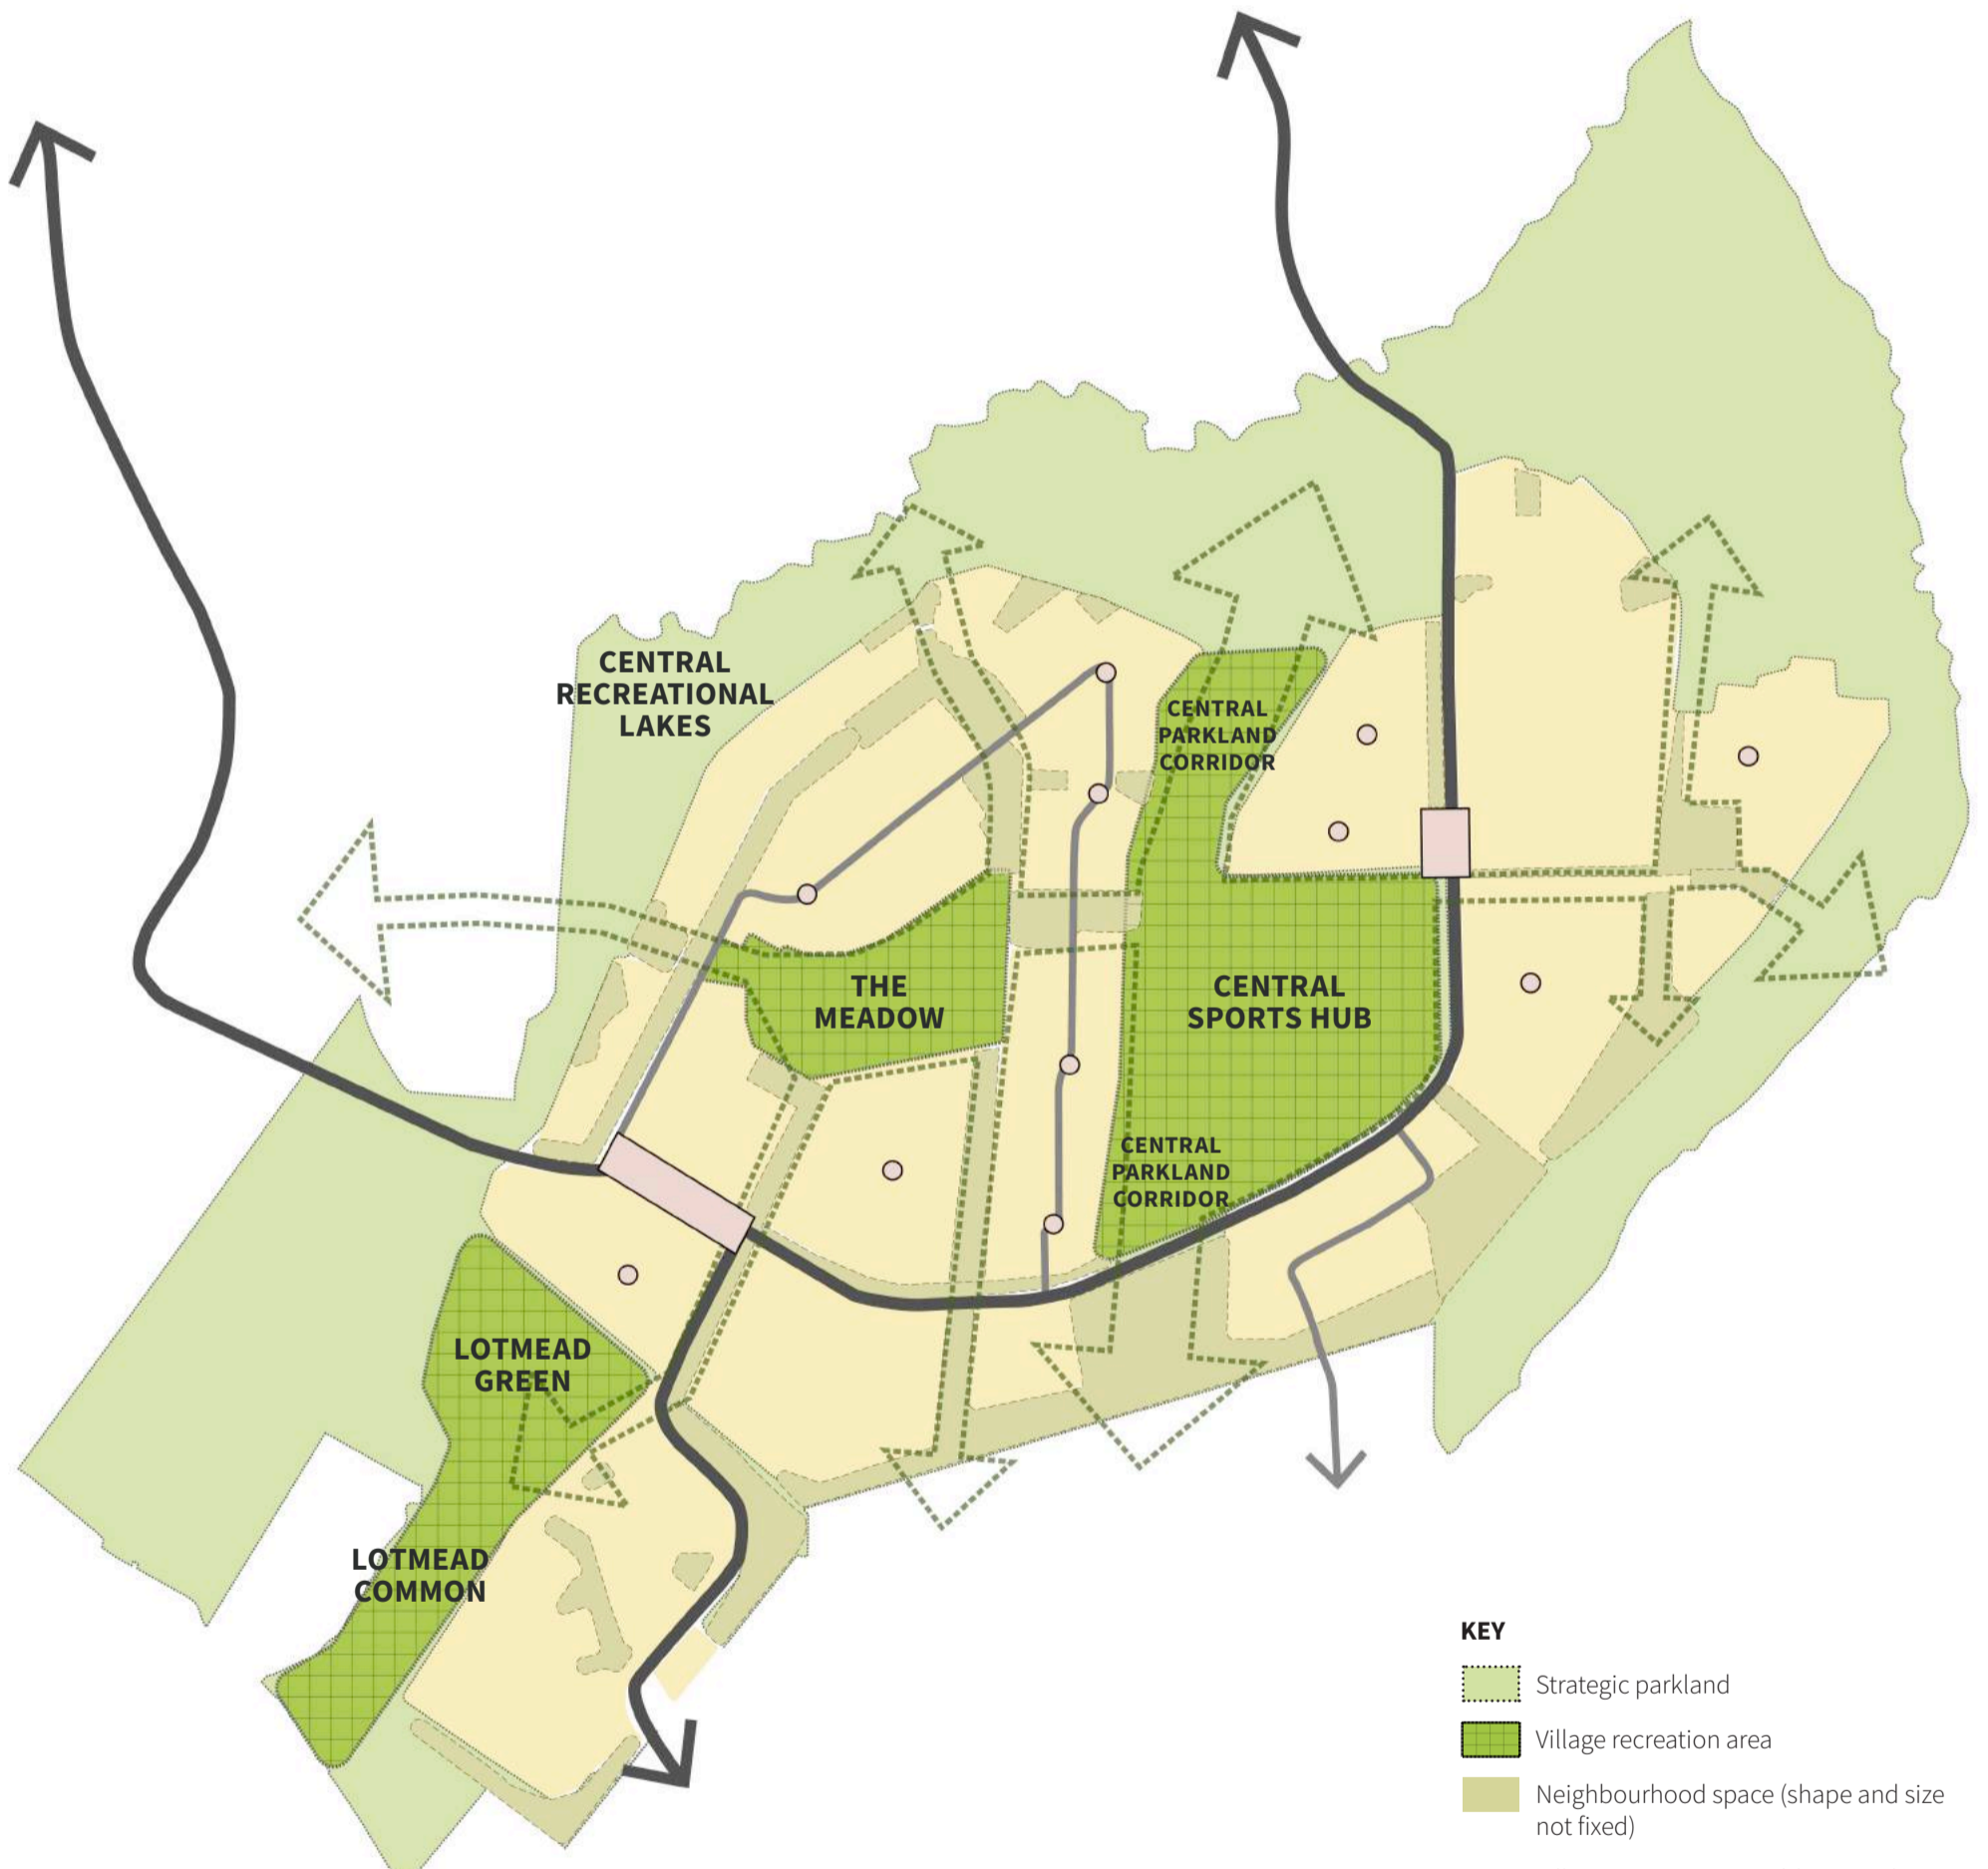 CENTRAL
RECREATIONAL
LAKES
CENTRAL
PARKLAND
CORRIDOR
THE
MEADOW
CENTRAL
SPORTS HUB
CENTRAL
PARKLAND
CORRIDOR
LOTMEAD
GREEN
LOTMEAD
COMMON
KEY
Strategic parkland
Village recreation area
Neighbourhood space (shape and size
not fixed)